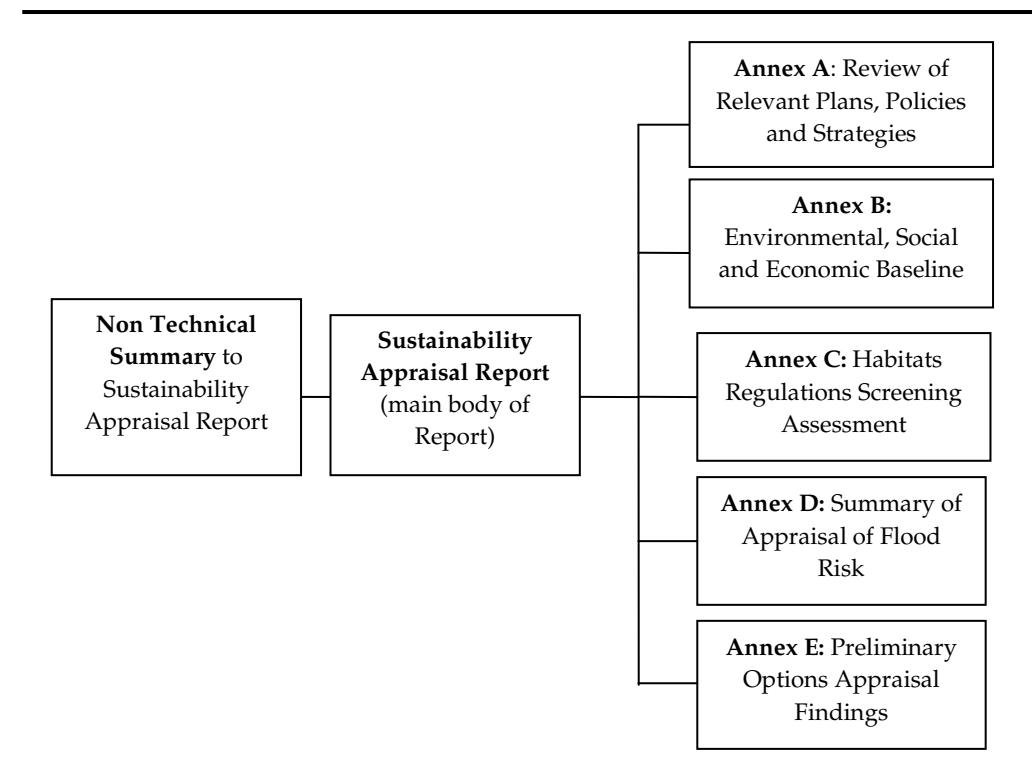 Non Technical
Summary to
Sustainability
Appraisal Report
Sustainability
Appraisal Report
(main body of
Report)
Annex A: Review of
Relevant Plans, Policies
and Strategies
Annex B:
Environmental, Social
and Economic Baseline
Annex C: Habitats
Regulations Screening
Assessment
Annex D: Summary of
Appraisal of Flood
Risk
Annex E: Preliminary
Options Appraisal
Findings